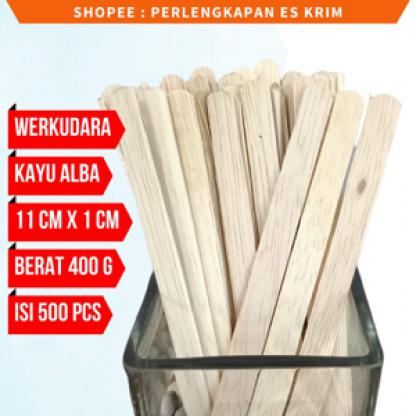 SHOPEE : PERLENGKAPAN ES KRIM
WERKUDARA
KAYU ALBA
11 CM X 1 CM
BERAT 400 G
ISI 500 PCS